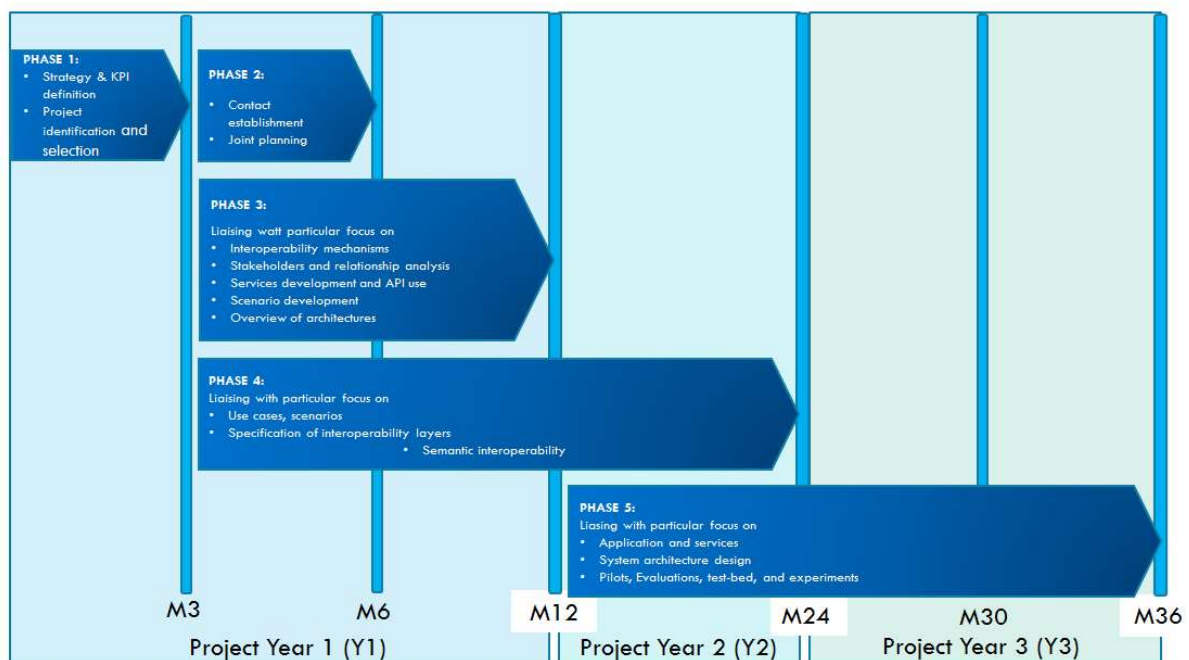 PHASE 1:
• Strategy & KPI
definition
• Project
identification and
selection
PHASE 2:
• Contact
establishment
• Joint planning
PHASE 3:
Liaising watt particular focus on
• Interoperability mechanisms
• Stakeholders and relationship analysis
• Services development and API use
• Scenario development
• Overview of architectures
PHASE 4:
Liaising with particular focus on
• Use cases, scenarios
• Specification of interoperability layers
• Semantic interoperability
PHASE 5:
Liasing with particular focus on
• Application and services
• System architecture design
• Pilots, Evaluations, test-bed, and experiments
M3 M6 M12 M24 M30 M36
Project Year 1 (Y1) Project Year 2 (Y2) Project Year 3 (Y3)